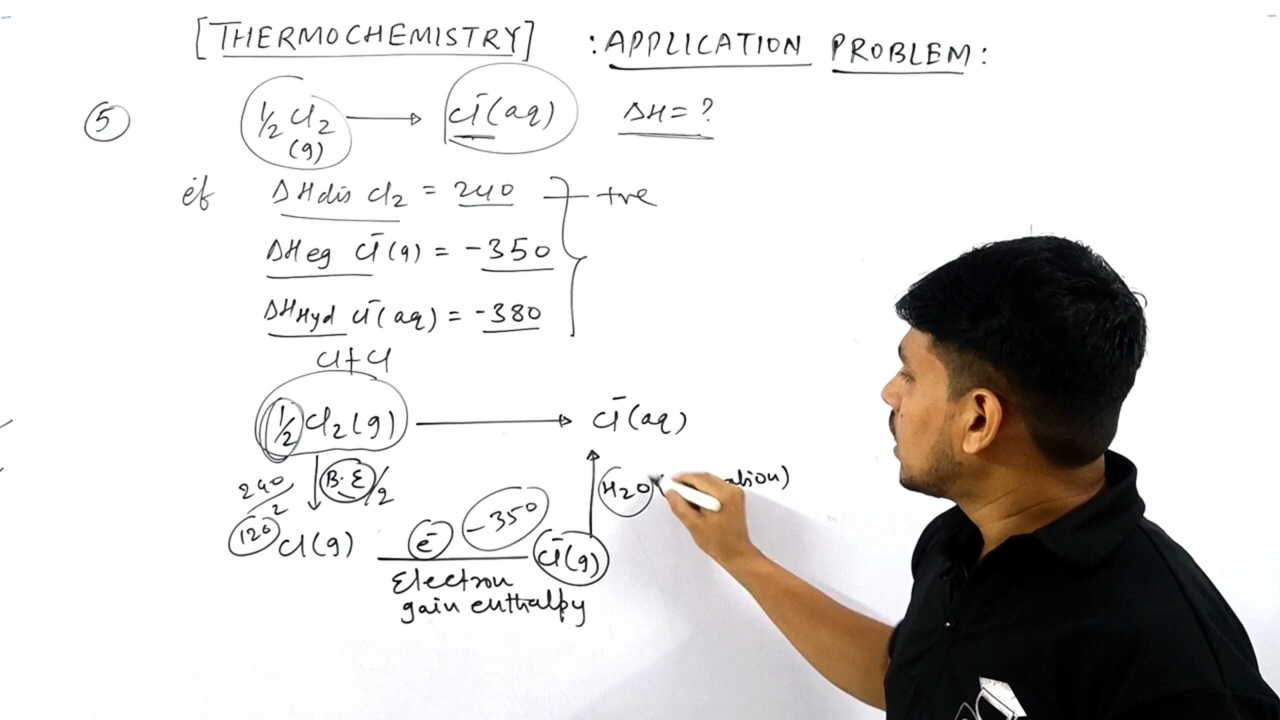 [THERMOCHEMISTRY] : APPLICATION PROBLEM :
⑤ 1/2 Cl2 (g) → Cl⁻(aq) ΔH = ?
if ΔHdis Cl2 = 240 +ve
ΔHeg Cl⁻(g) = -350
ΔHHyd Cl⁻(aq) = -380
Cl+Cl
1/2 Cl2(g) → Cl⁻(aq)
240/2 B.E/2 H2O ation)
120 Cl(g) e⁻ -350 Cl⁻(g)
Electron
gain enthalpy